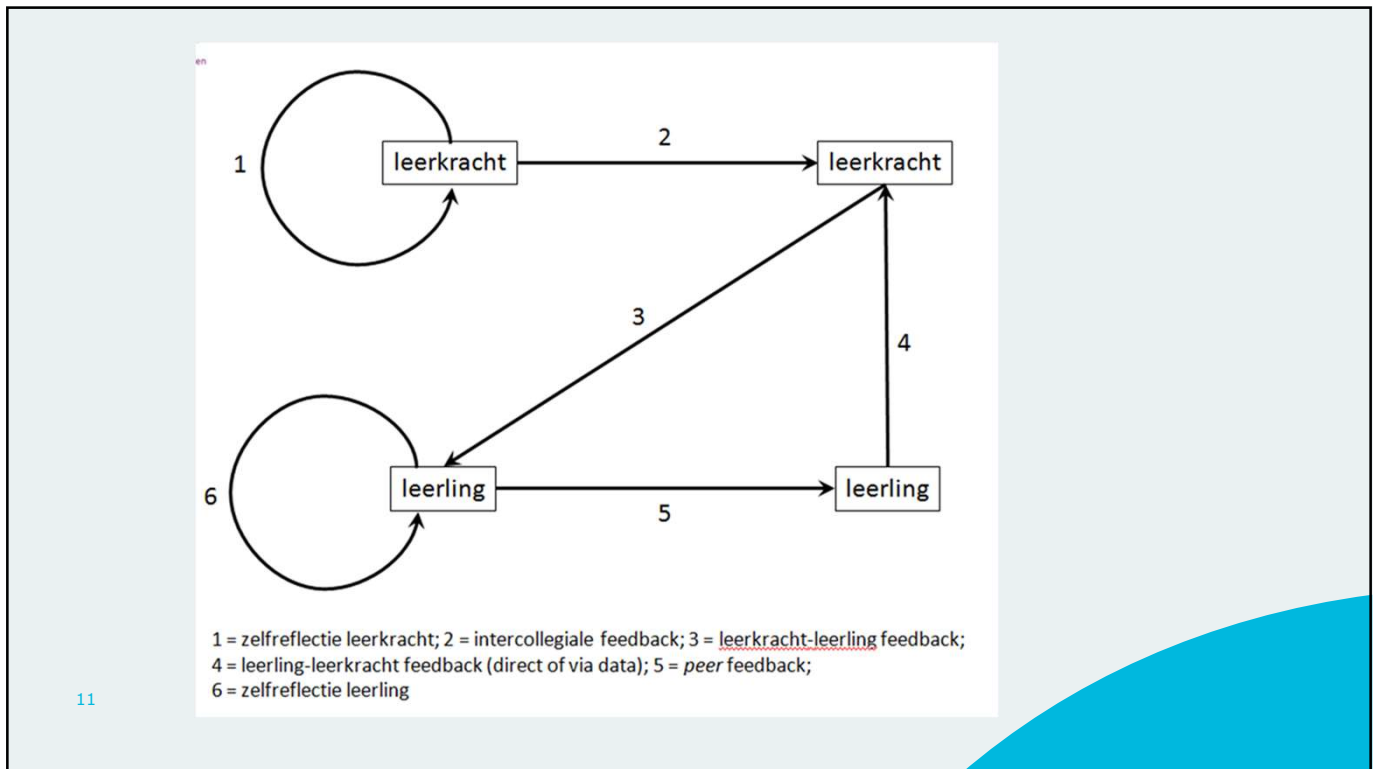 en
2
1
leerkracht
leerkracht
3
4
6
leerling
leerling
5
1 = zelfreflectie leerkracht; 2 = intercollegiale feedback; 3 = leerkracht-leerling feedback;
4 = leerling-leerkracht feedback (direct of via data); 5 = peer feedback;
6 = zelfreflectie leerling
11